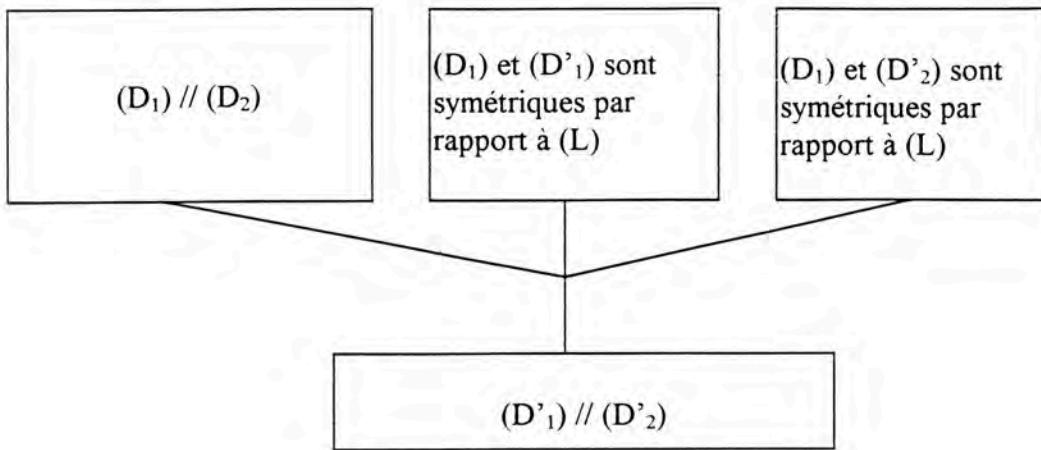 (D₁) // (D₂)
(D₁) et (D’₁) sont
symétriques par
rapport à (L)
(D₁) et (D’₂) sont
symétriques par
rapport à (L)
(D’₁) // (D’₂)